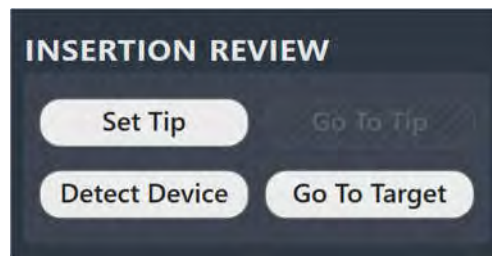 INSERTION REVIEW
Set Tip Go To Tip
Detect Device Go To Target